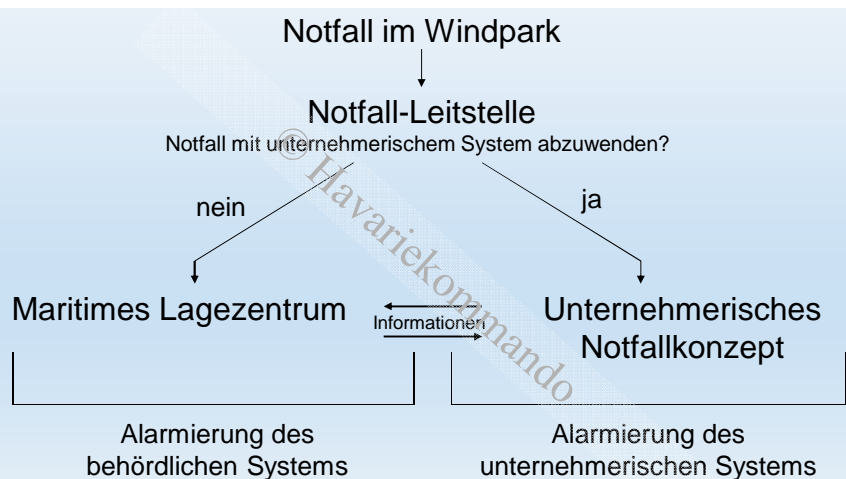 Notfall im Windpark
Notfall-Leitstelle
Notfall mit unternehmerischem System abzuwenden?
nein
ja
Maritimes Lagezentrum
Informationen
Unternehmerisches
Notfallkonzept
Alarmierung des
behördlichen Systems
Alarmierung des
unternehmerischen Systems
© Havariekommando